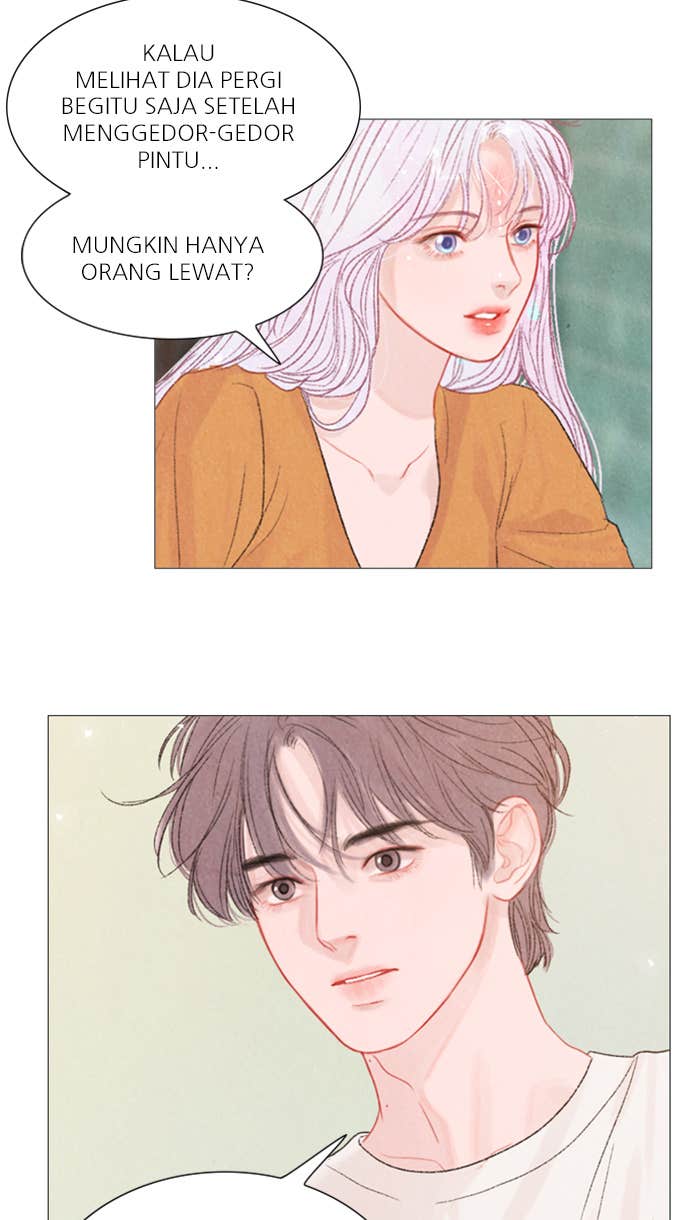 KALAU
MELIHAT DIA PERGI
BEGITU SAJA SETELAH
MENGGEDOR-GEDOR
PINTU...
MUNGKIN HANYA
ORANG LEWAT?